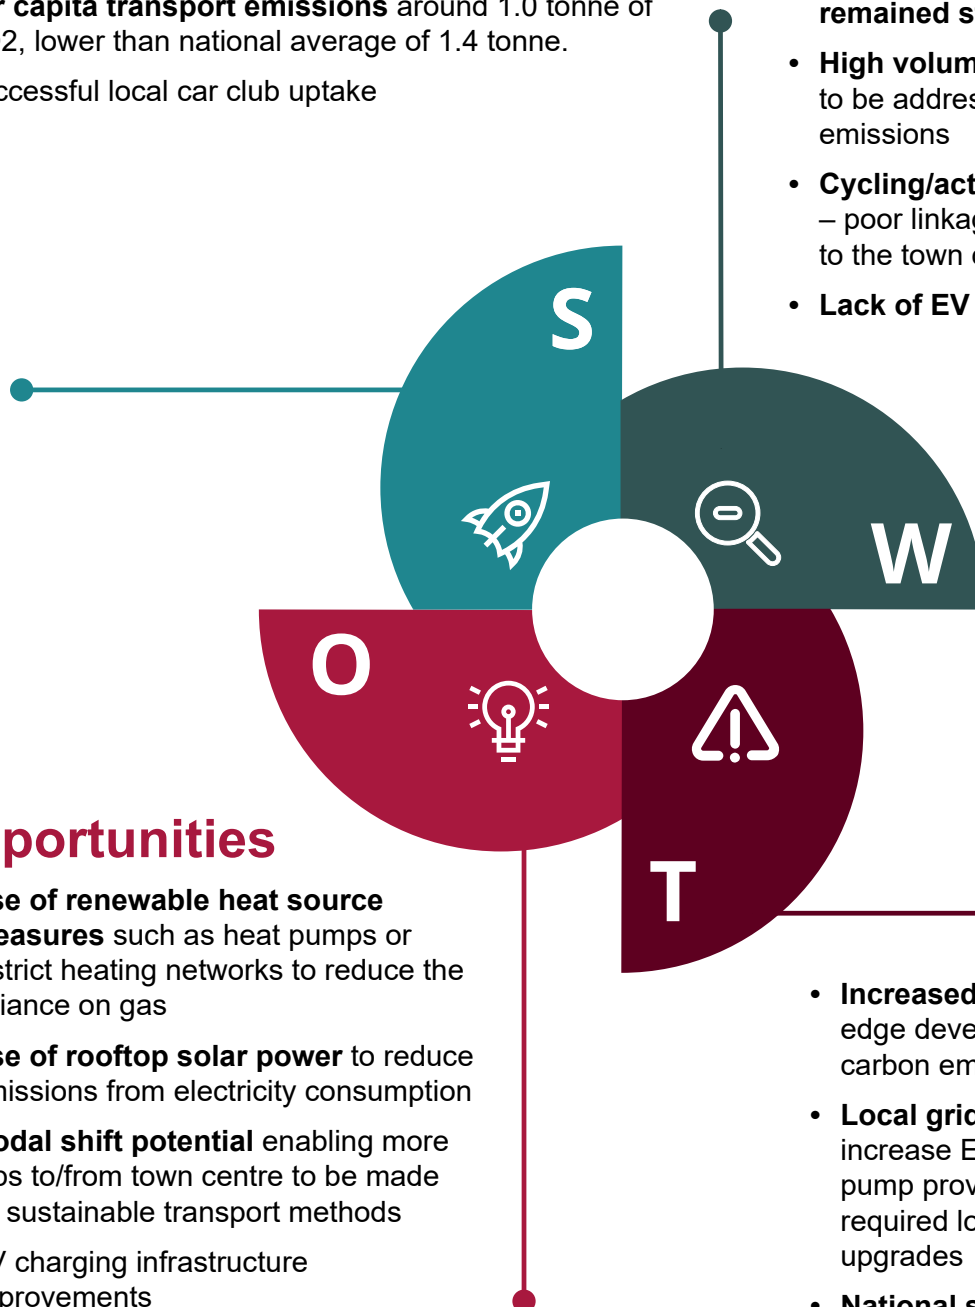 r capita transport emissions around 1.0 tonne of
2, lower than national average of 1.4 tonne.
ccessful local car club uptake
remained s
• High volum
to be addres
emissions
• Cycling/act
– poor linkag
to the town
• Lack of EV
S
W
O
T
portunities
se of renewable heat source
easures such as heat pumps or
strict heating networks to reduce the
liance on gas
se of rooftop solar power to reduce
missions from electricity consumption
odal shift potential enabling more
ps to/from town centre to be made
sustainable transport methods
V charging infrastructure
provements
• Increased
edge deve
carbon em
• Local grid
increase E
pump prov
required lo
upgrades
• National s